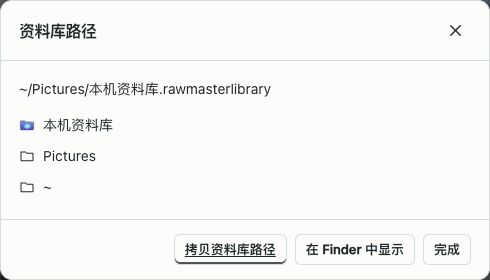 资料库路径
~/Pictures/本机资料库.rawmasterlibrary
本机资料库
Pictures
~
拷贝资料库路径 在 Finder 中显示 完成